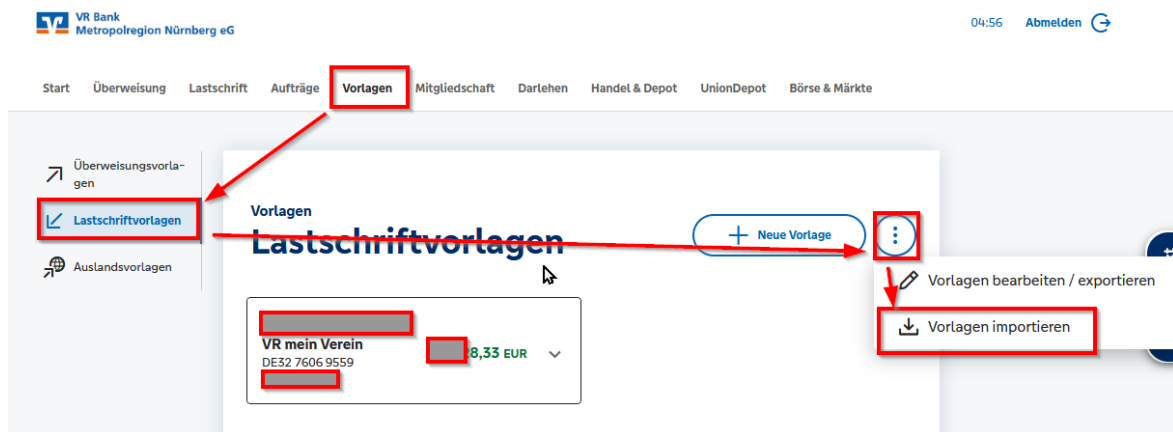 VR Bank
Metropolregion Nürnberg eG
04:56 Abmelden
Start Überweisung Lastschrift Aufträge Vorlagen Mitgliedschaft Darlehen Handel & Depot UnionDepot Börse & Märkte
Überweisungsvorla-
gen
Lastschriftvorlagen
Auslandsvorlagen
Vorlagen
Lastschriftvorlagen
Neue Vorlage
Vorlagen bearbeiten / exportieren
Vorlagen importieren
VR mein Verein
DE32 7606 9559
8,33 EUR